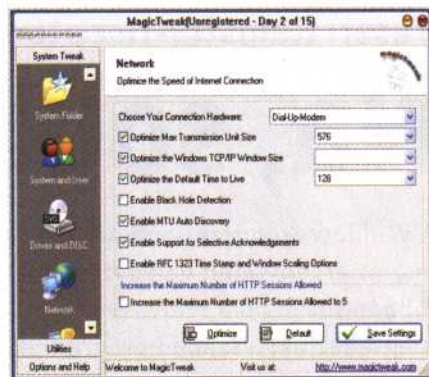 MagicTweak(Unregistered - Day 2 of 15)
System Tweak
System Folder
System and User
Drives and DISC
Network
Utilities
Options and Help
Network
Optimize the Speed of Internet Connection
Choose Your Connection Hardware: Dial-Up-Modem
Optimize Max Transmission Unit Size 576
Optimize the Windows TCP/IP Window Size
Optimize the Default Time to Live 128
Enable Black Hole Detection
Enable MTU Auto Discovery
Enable Support for Selective Acknowledgements
Enable RFC 1323 Time Stamp and Window Scaling Options
Increase the Maximum Number of HTTP Sessions Allowed
Increase the Maximum Number of HTTP Sessions Allowed to 5
Optimize Default Save Settings
Welcome to MagicTweak Visit us at: http://www.magictweak.com